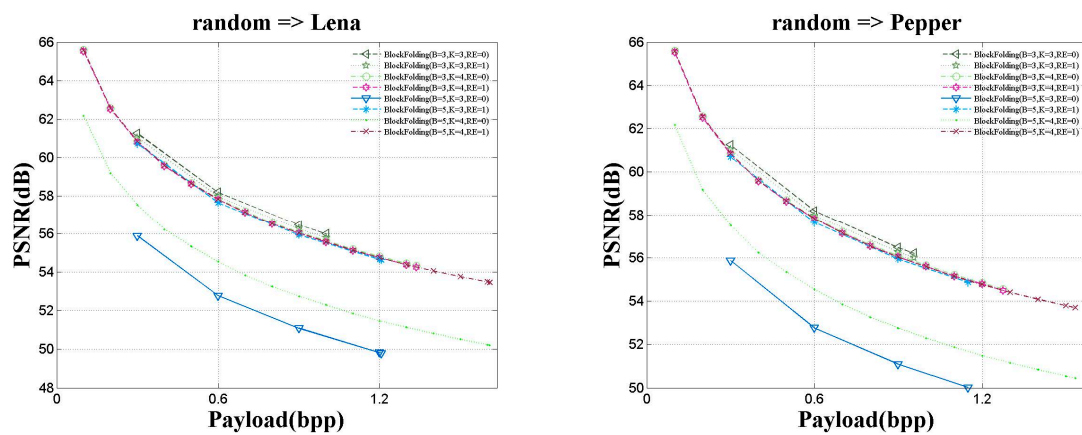 random => Lena
66
64
62
60
58
56
54
52
50
48
0
0.6
1.2
PSNR(dB)
Payload(bpp)
BlockFolding(B=3,K=3,RE=0)
BlockFolding(B=3,K=3,RE=1)
BlockFolding(B=3,K=4,RE=0)
BlockFolding(B=3,K=4,RE=1)
BlockFolding(B=5,K=3,RE=0)
BlockFolding(B=5,K=3,RE=1)
BlockFolding(B=5,K=4,RE=0)
BlockFolding(B=5,K=4,RE=1)
random => Pepper
66
64
62
60
58
56
54
52
50
0
0.6
1.2
PSNR(dB)
Payload(bpp)
BlockFolding(B=3,K=3,RE=0)
BlockFolding(B=3,K=3,RE=1)
BlockFolding(B=3,K=4,RE=0)
BlockFolding(B=3,K=4,RE=1)
BlockFolding(B=5,K=3,RE=0)
BlockFolding(B=5,K=3,RE=1)
BlockFolding(B=5,K=4,RE=0)
BlockFolding(B=5,K=4,RE=1)